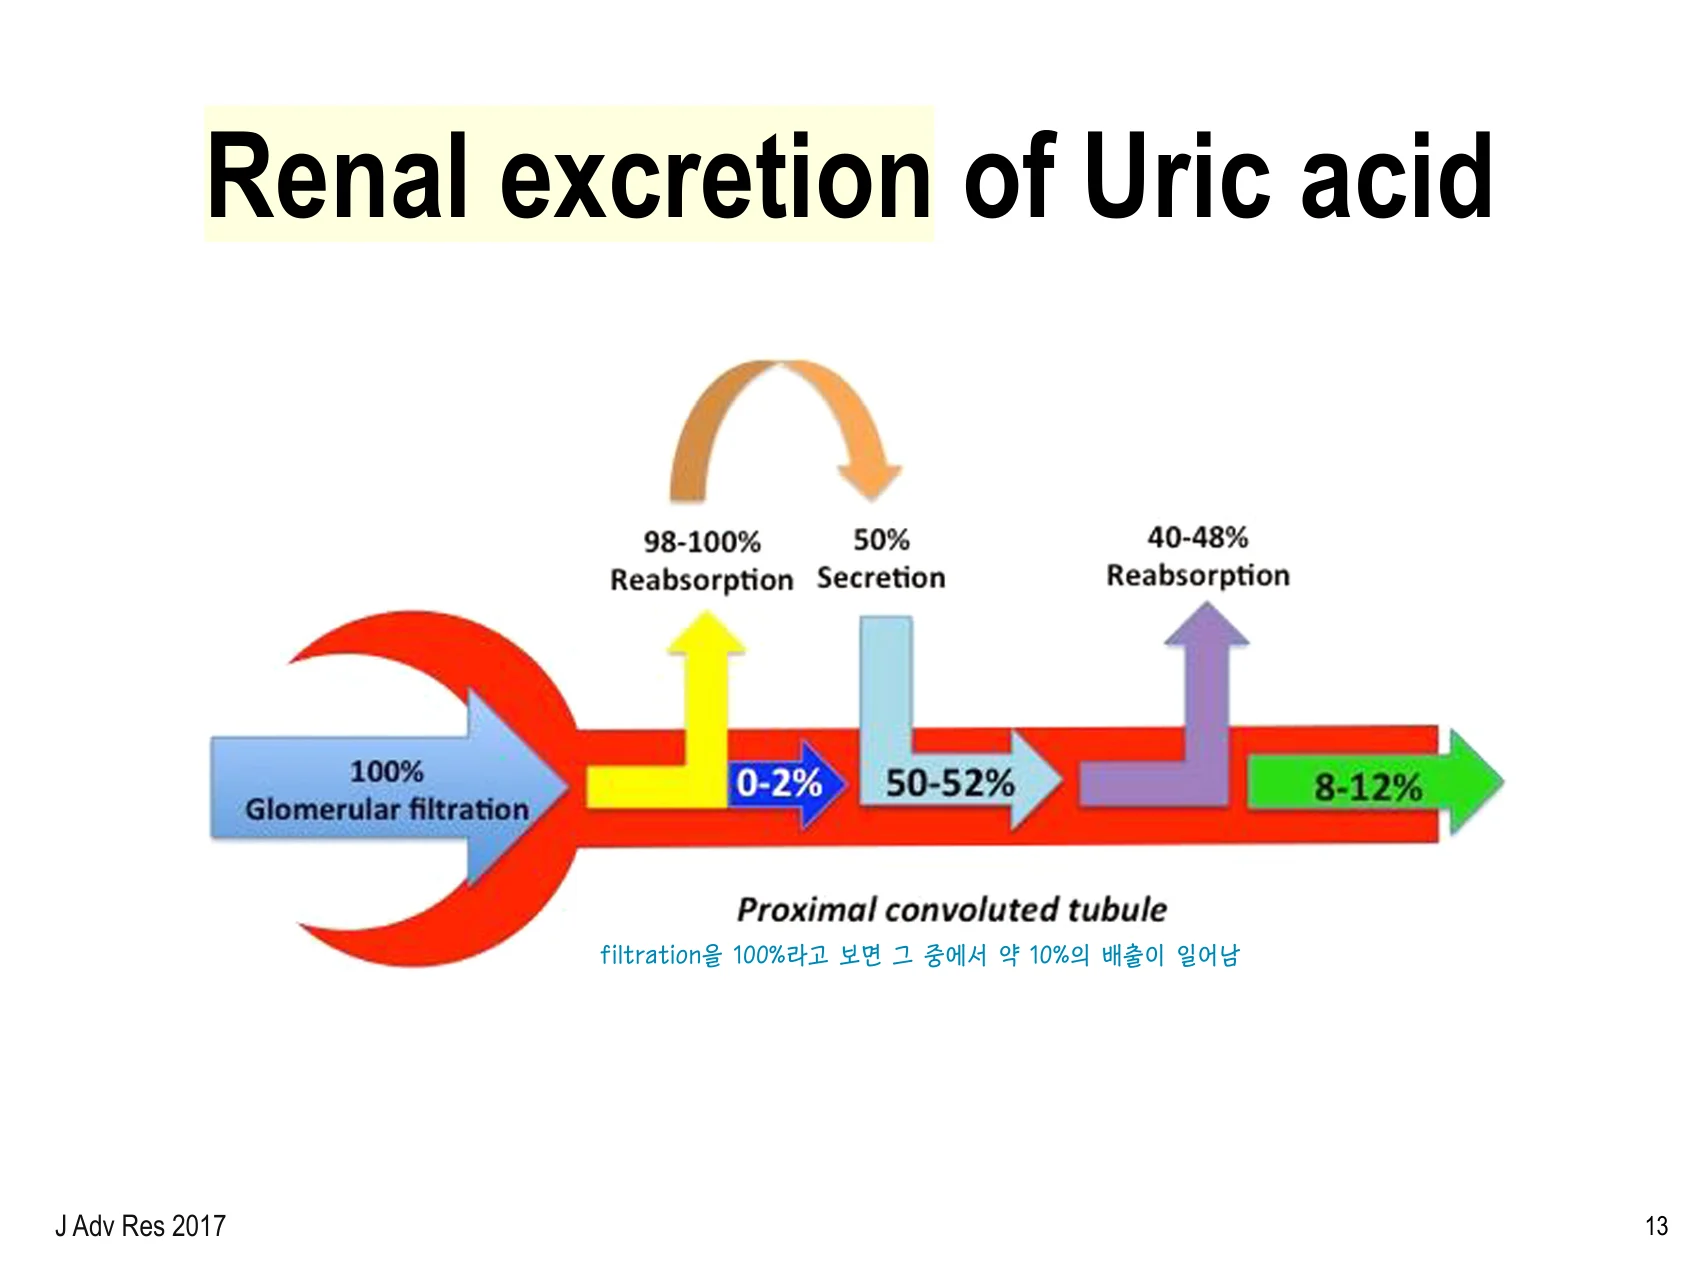 Renal excretion of Uric acid
98-100%
Reabsorption
50%
Secretion
40-48%
Reabsorption
100%
Glomerular filtration
0-2%
50-52%
8-12%
Proximal convoluted tubule
filtration을 100%라고 보면 그 중에서 약 10%의 배출이 일어남
J Adv Res 2017
13